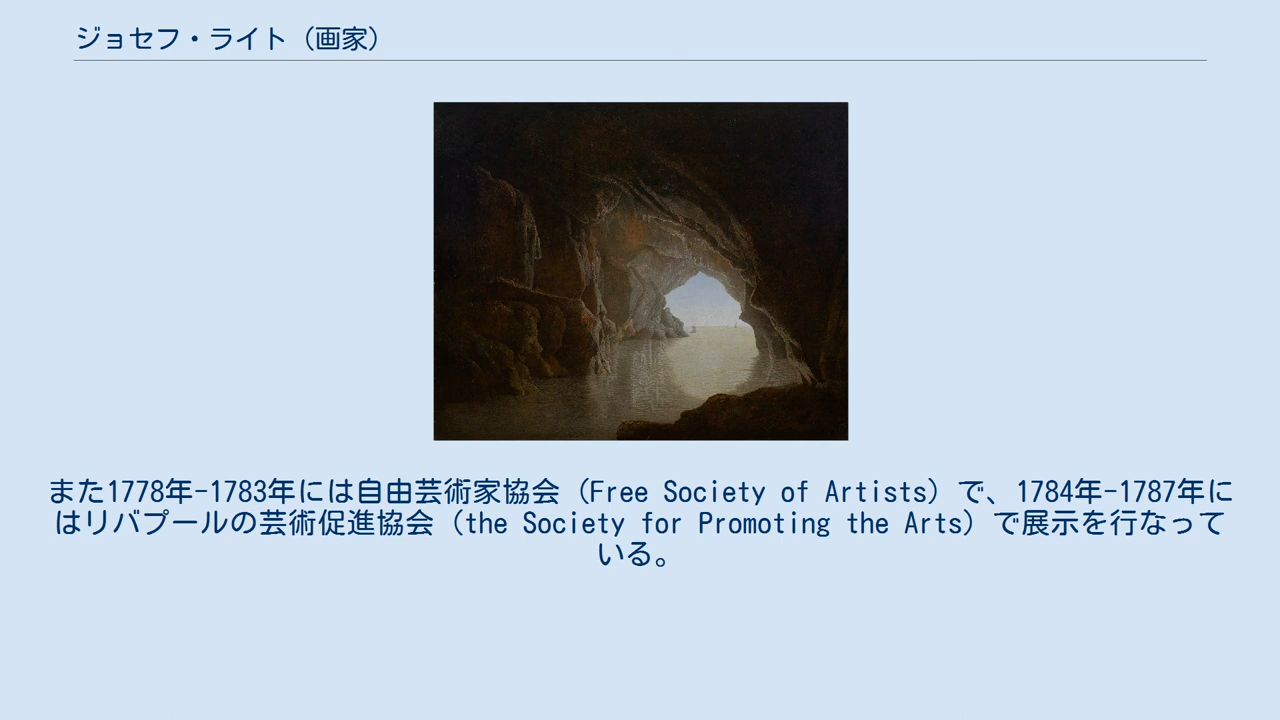 ジョセフ・ライト（画家）
また1778年-1783年には自由芸術家協会（Free Society of Artists）で、1784年-1787年に
はリバプールの芸術促進協会（the Society for Promoting the Arts）で展示を行なって
いる。